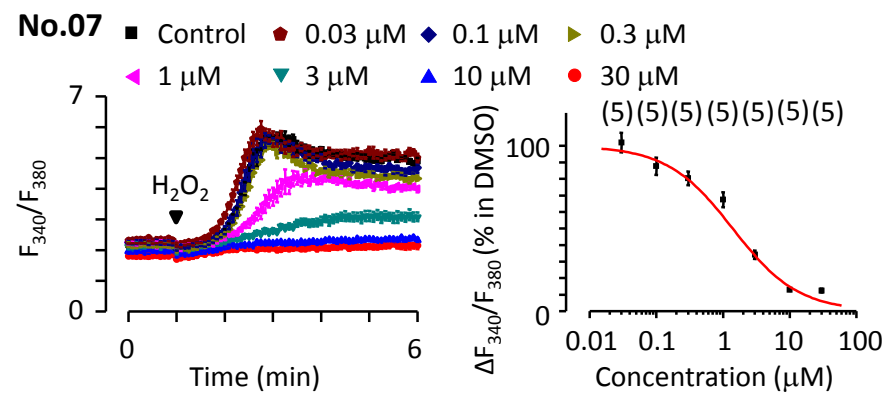 No.07
Control 0.03 μM 0.1 μM 0.3 μM
1 μM 3 μM 10 μM 30 μM
7
0
F340/F380
H2O2
0 6
Time (min)
(5) (5) (5) (5) (5) (5) (5)
100
0
ΔF340/F380 (% in DMSO)
0.01 0.1 1 10 100
Concentration (μM)